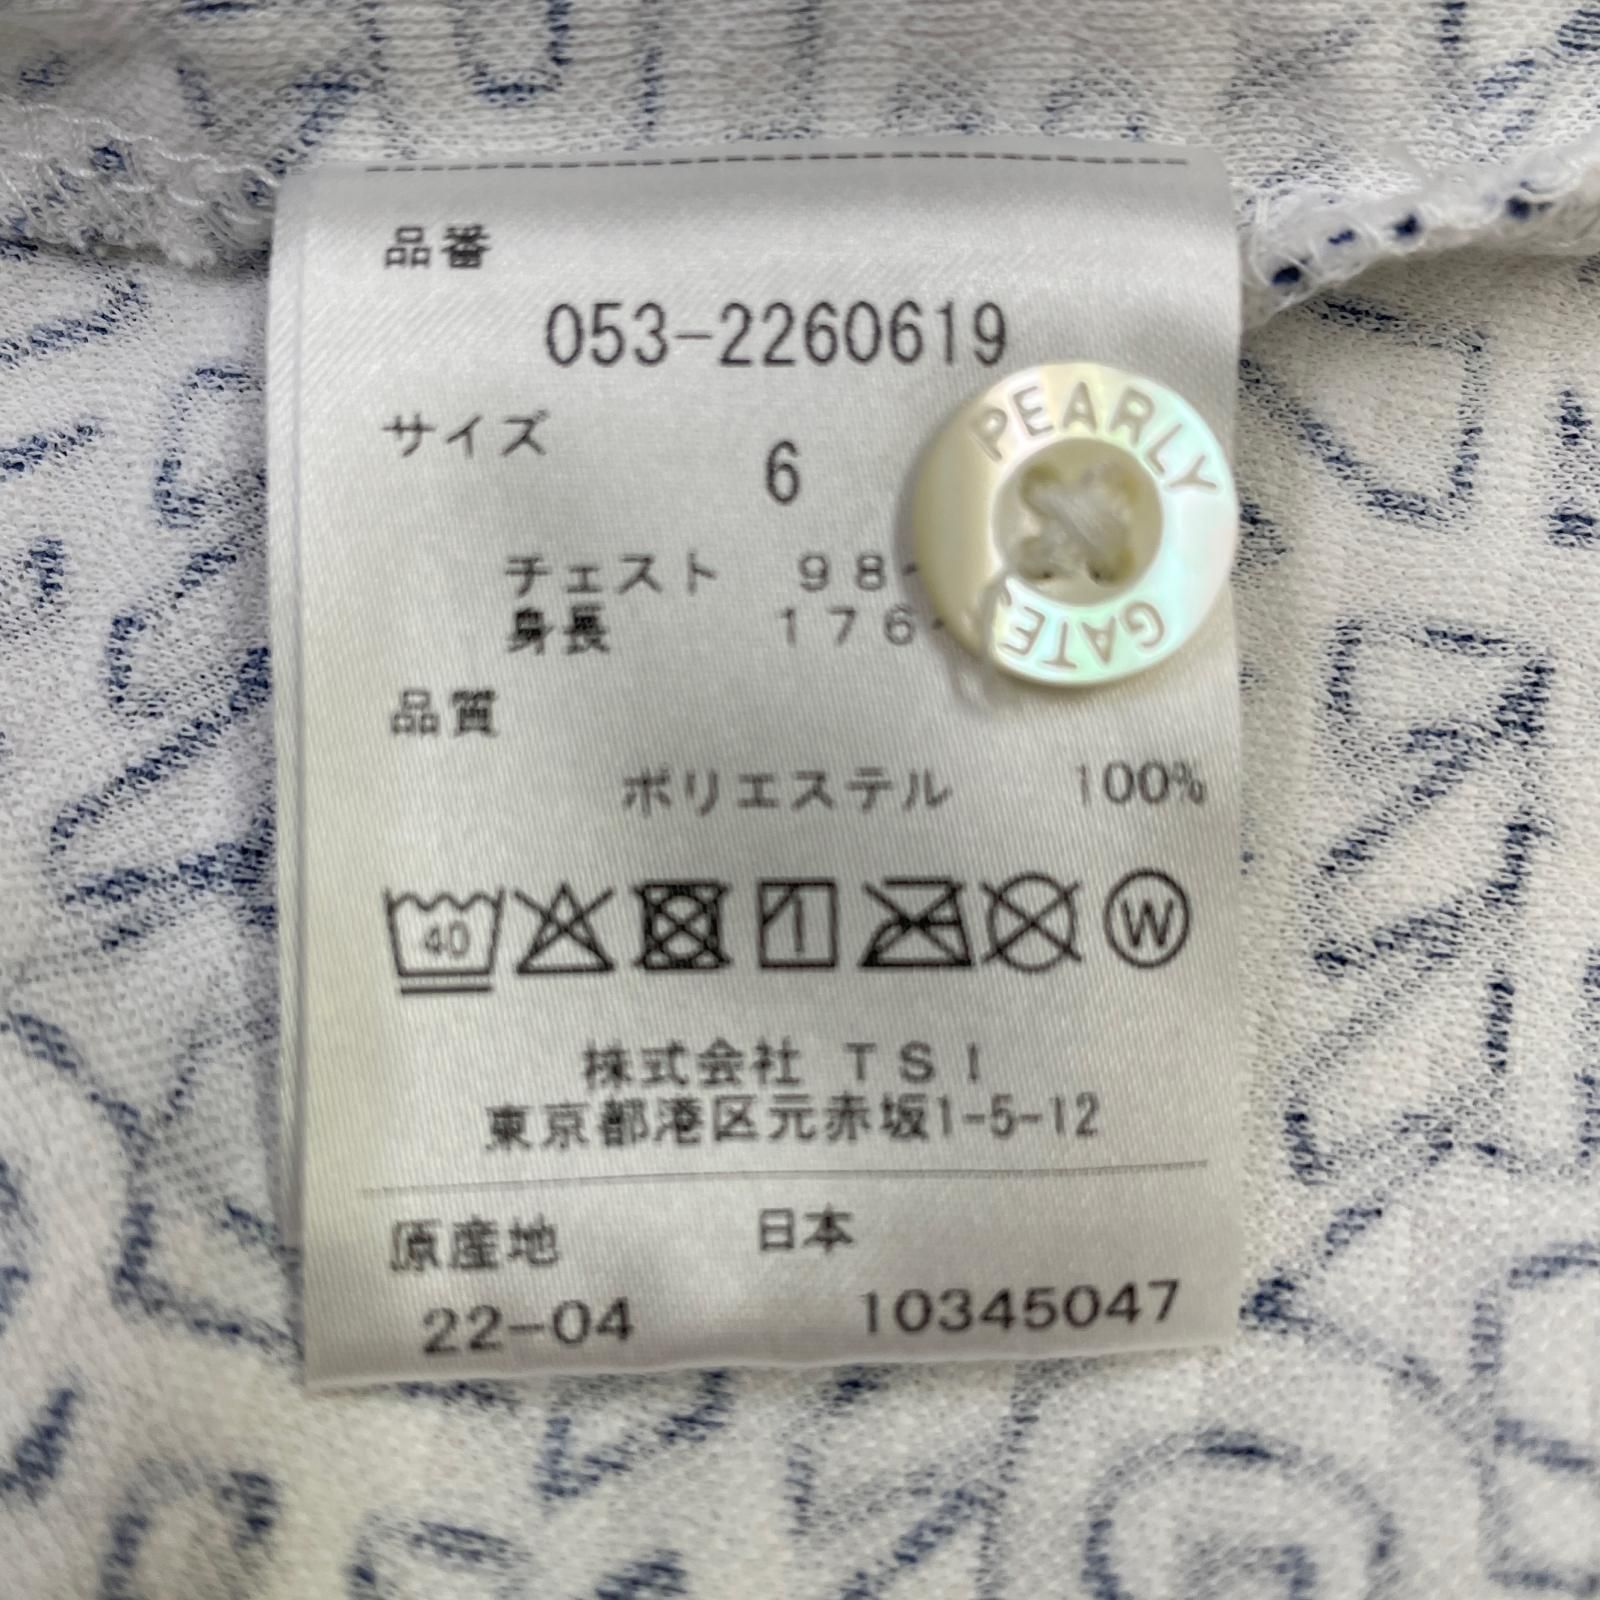 品番
053-2260619
サイズ
6
PEARLY GATES
チェスト 98-
身長 176-
品質
ポリエステル 100%
40
W
株式会社 TSI
東京都港区元赤坂1-5-12
原産地 日本
22-04 10345047